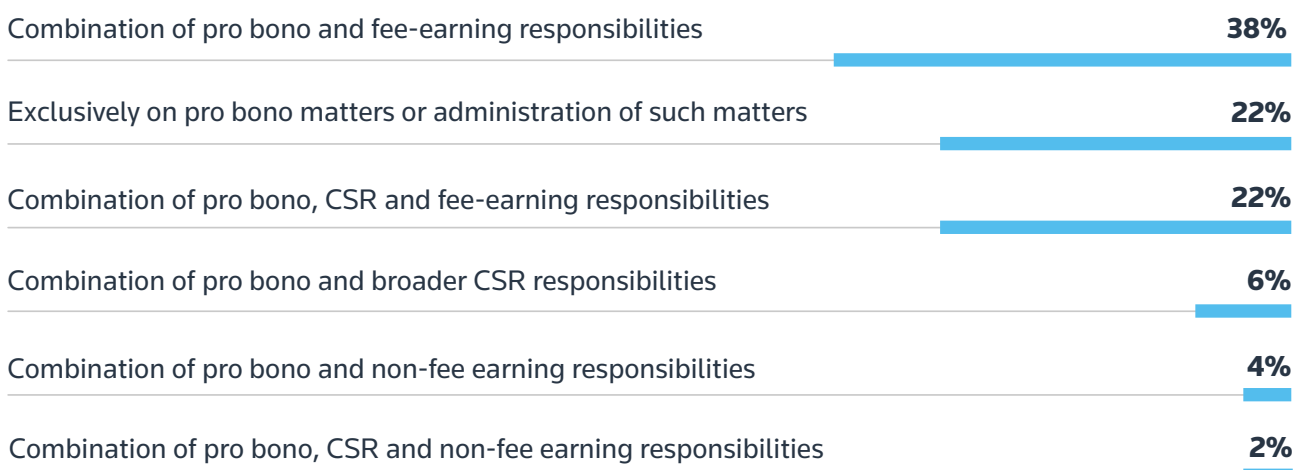 Combination of pro bono and fee-earning responsibilities 38%
Exclusively on pro bono matters or administration of such matters 22%
Combination of pro bono, CSR and fee-earning responsibilities 22%
Combination of pro bono and broader CSR responsibilities 6%
Combination of pro bono and non-fee earning responsibilities 4%
Combination of pro bono, CSR and non-fee earning responsibilities 2%